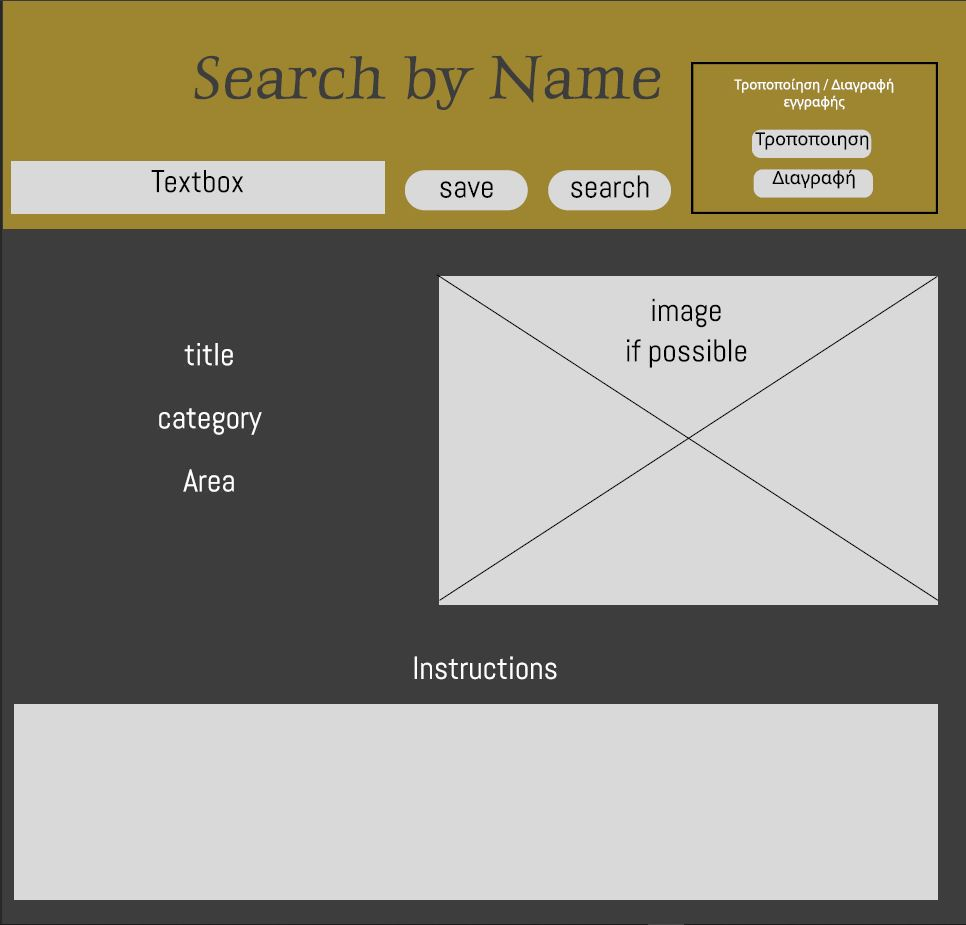 Search by Name
Τροποποίηση / Διαγραφή
εγγραφής
Τροποποιηση
Διαγραφή
Textbox
save
search
image
if possible
title
category
Area
Instructions